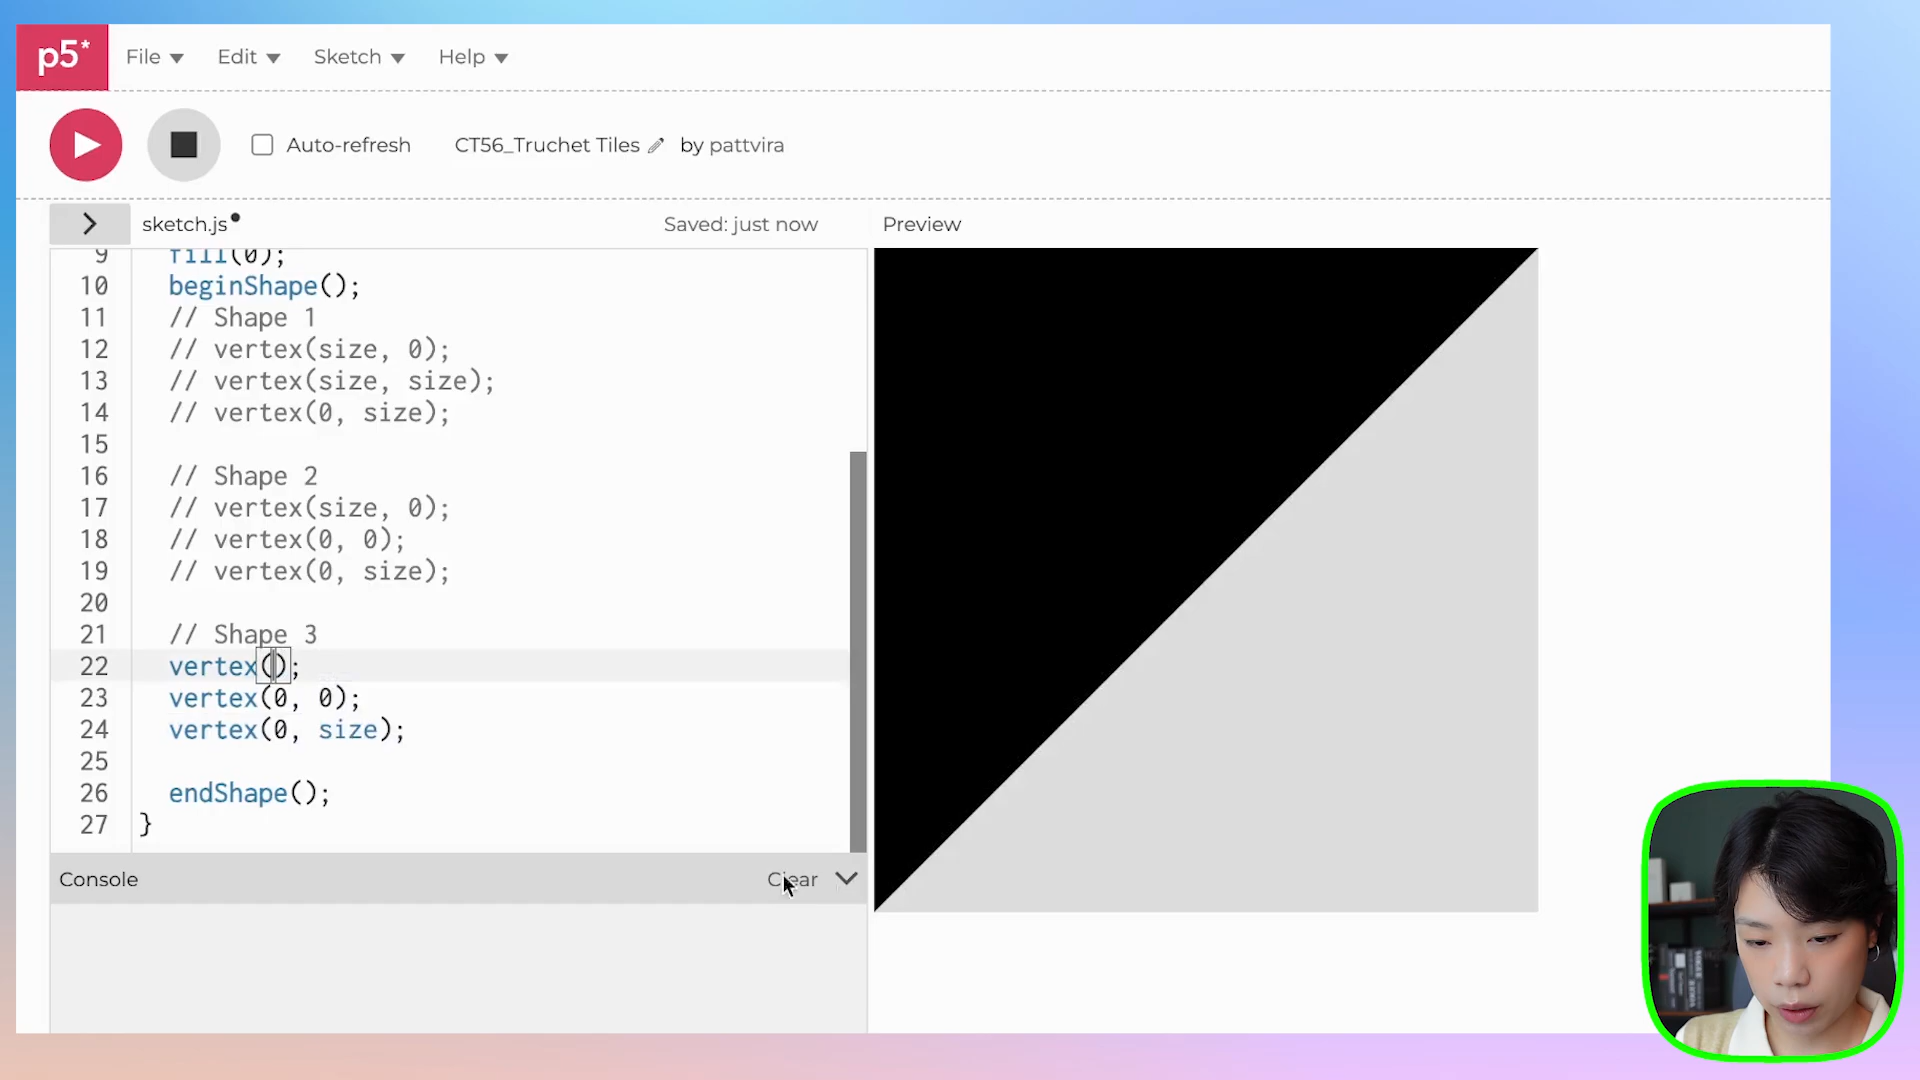 p5* File Edit Sketch Help
Auto-refresh CT56_Truchet Tiles by pattvira
sketch.js Saved: just now Preview
9 fill(0);
10 beginShape();
11 // Shape 1
12 // vertex(size, 0);
13 // vertex(size, size);
14 // vertex(0, size);
15
16 // Shape 2
17 // vertex(size, 0);
18 // vertex(0, 0);
19 // vertex(0, size);
20
21 // Shape 3
22 vertex();
23 vertex(0, 0);
24 vertex(0, size);
25
26 endShape();
27 }
Console Clear